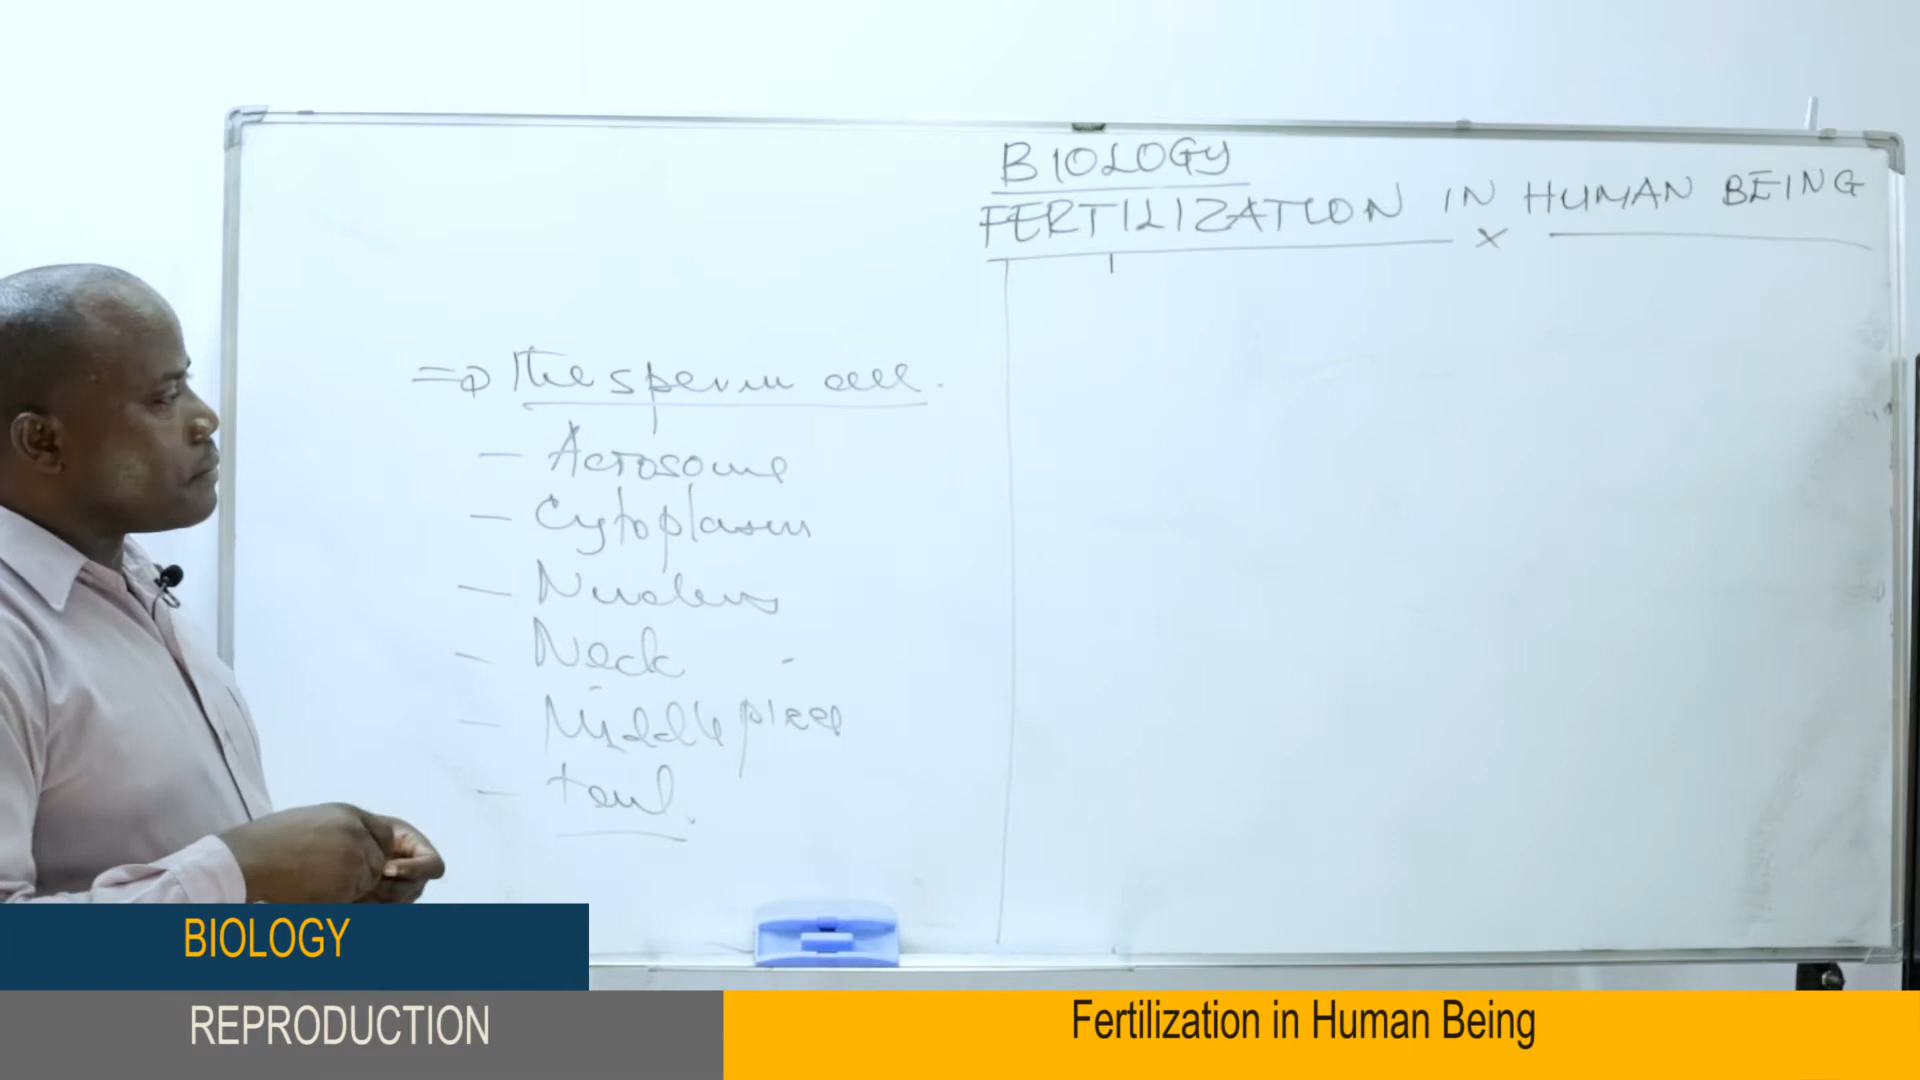 BIOLOGY
FERTILIZATION IN HUMAN BEING
x
⇒ The sperm cell.
– Acrosome
– Cytoplasm
– Nucleus
– Neck
– Middle piece
– tail.
BIOLOGY
REPRODUCTION
Fertilization in Human Being